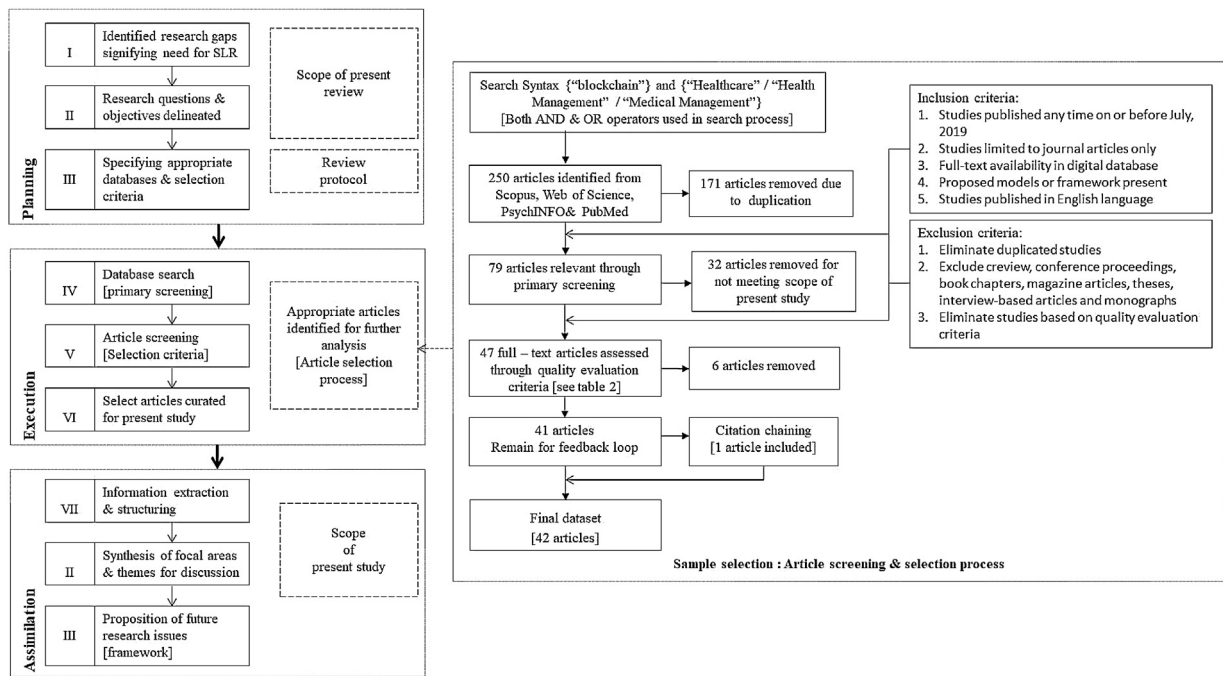 Planning
I
Identified research gaps
signifying need for SLR
II
Research questions &
objectives delineated
III
Specifying appropriate
databases & selection
criteria
Scope of present
review
Review
protocol
Execution
IV
Database search
[primary screening]
V
Article screening
[Selection criteria]
VI
Select articles curated
for present study
Appropriate articles
identified for further
analysis
[Article selection
process]
Assimilation
VII
Information extraction
& structuring
II
Synthesis of focal areas
& themes for discussion
III
Proposition of future
research issues
[framework]
Scope
of
present study
Search Syntax {“blockchain”} and {“Healthcare” / “Health
Management” / “Medical Management”}
[Both AND & OR operators used in search process]
250 articles identified from
Scopus, Web of Science,
PsychINFO& PubMed
171 articles removed due
to duplication
79 articles relevant through
primary screening
32 articles removed for
not meeting scope of
present study
47 full – text articles assessed
through quality evaluation
criteria [see table 2]
6 articles removed
41 articles
Remain for feedback loop
Citation chaining
[1 article included]
Final dataset
[42 articles]
Inclusion criteria:
1. Studies published any time on or before July,
2019
2. Studies limited to journal articles only
3. Full-text availability in digital database
4. Proposed models or framework present
5. Studies published in English language
Exclusion criteria:
1. Eliminate duplicated studies
2. Exclude creview, conference proceedings,
book chapters, magazine articles, theses,
interview-based articles and monographs
3. Eliminate studies based on quality evaluation
criteria
Sample selection : Article screening & selection process